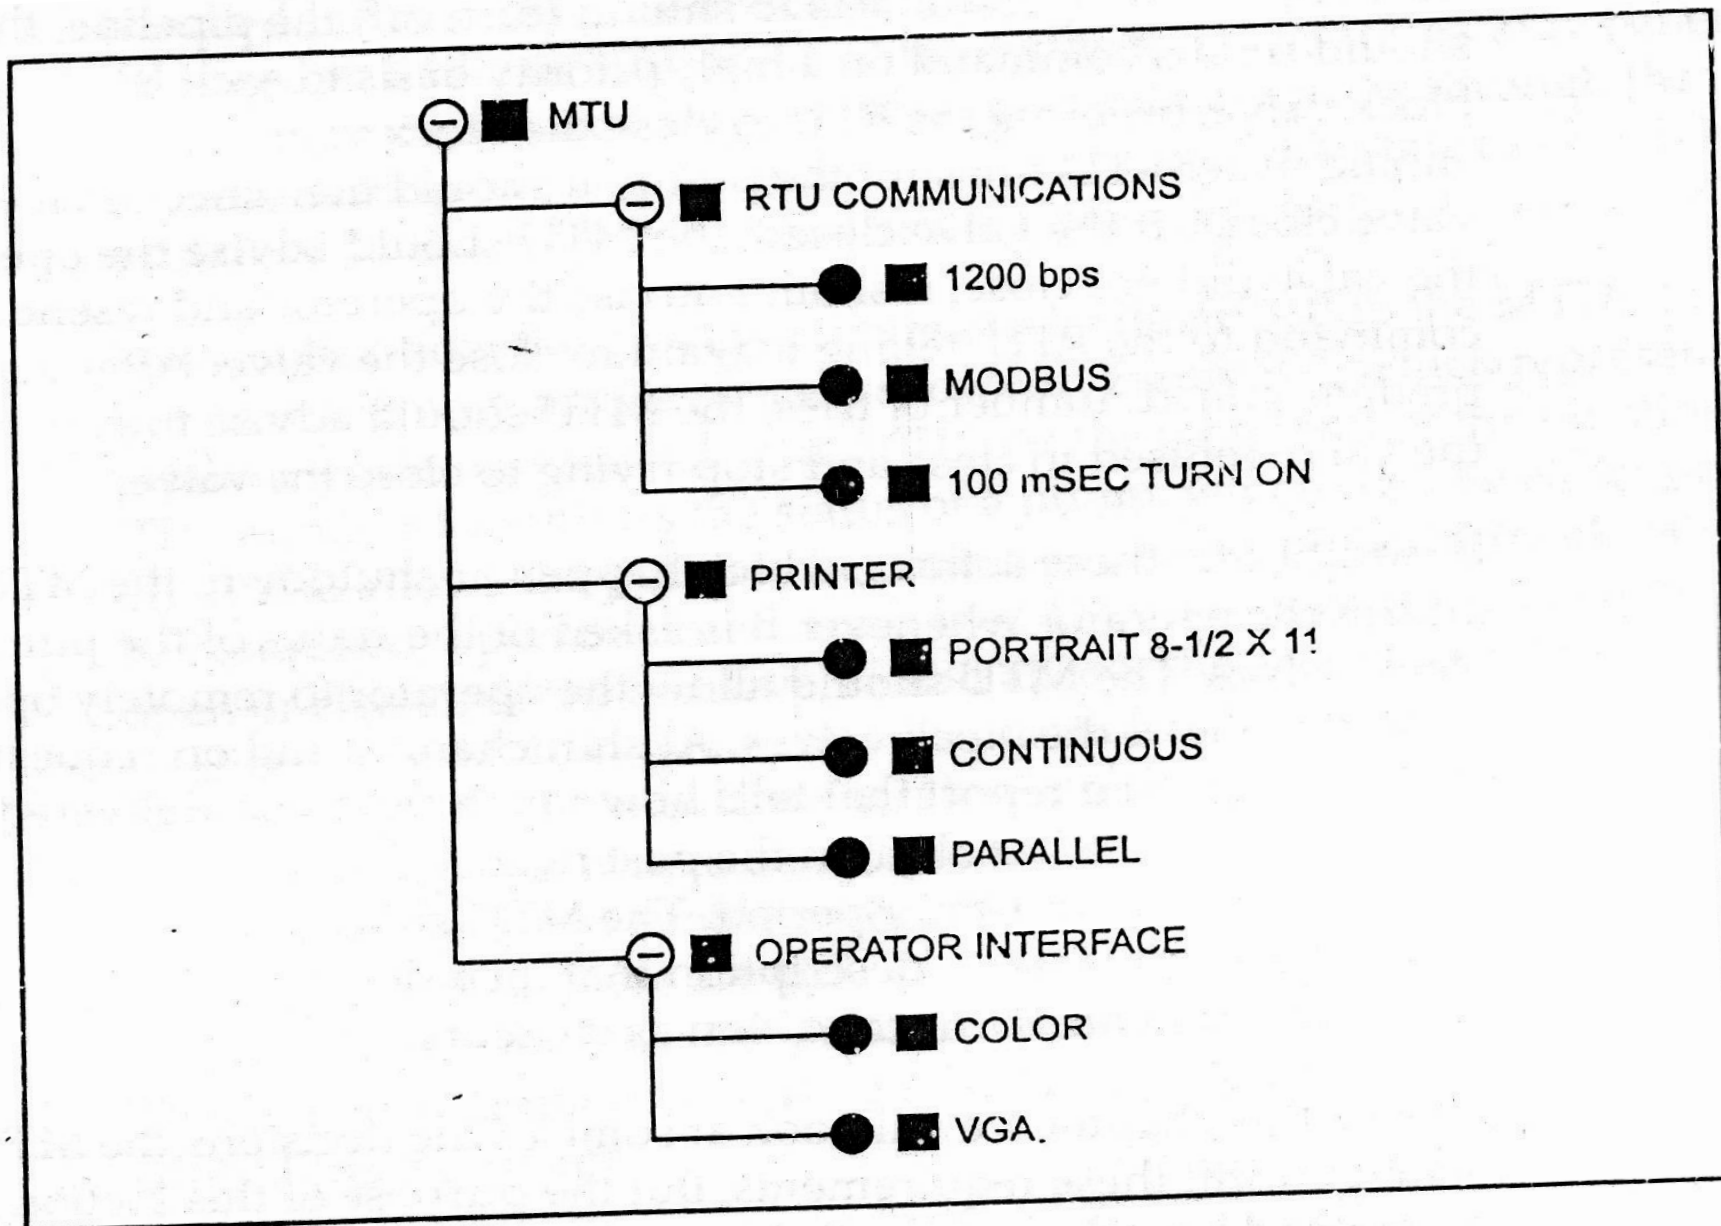 MTU
RTU COMMUNICATIONS
1200 bps
MODBUS
100 mSEC TURN ON
PRINTER
PORTRAIT 8-1/2 X 11
CONTINUOUS
PARALLEL
OPERATOR INTERFACE
COLOR
VGA.